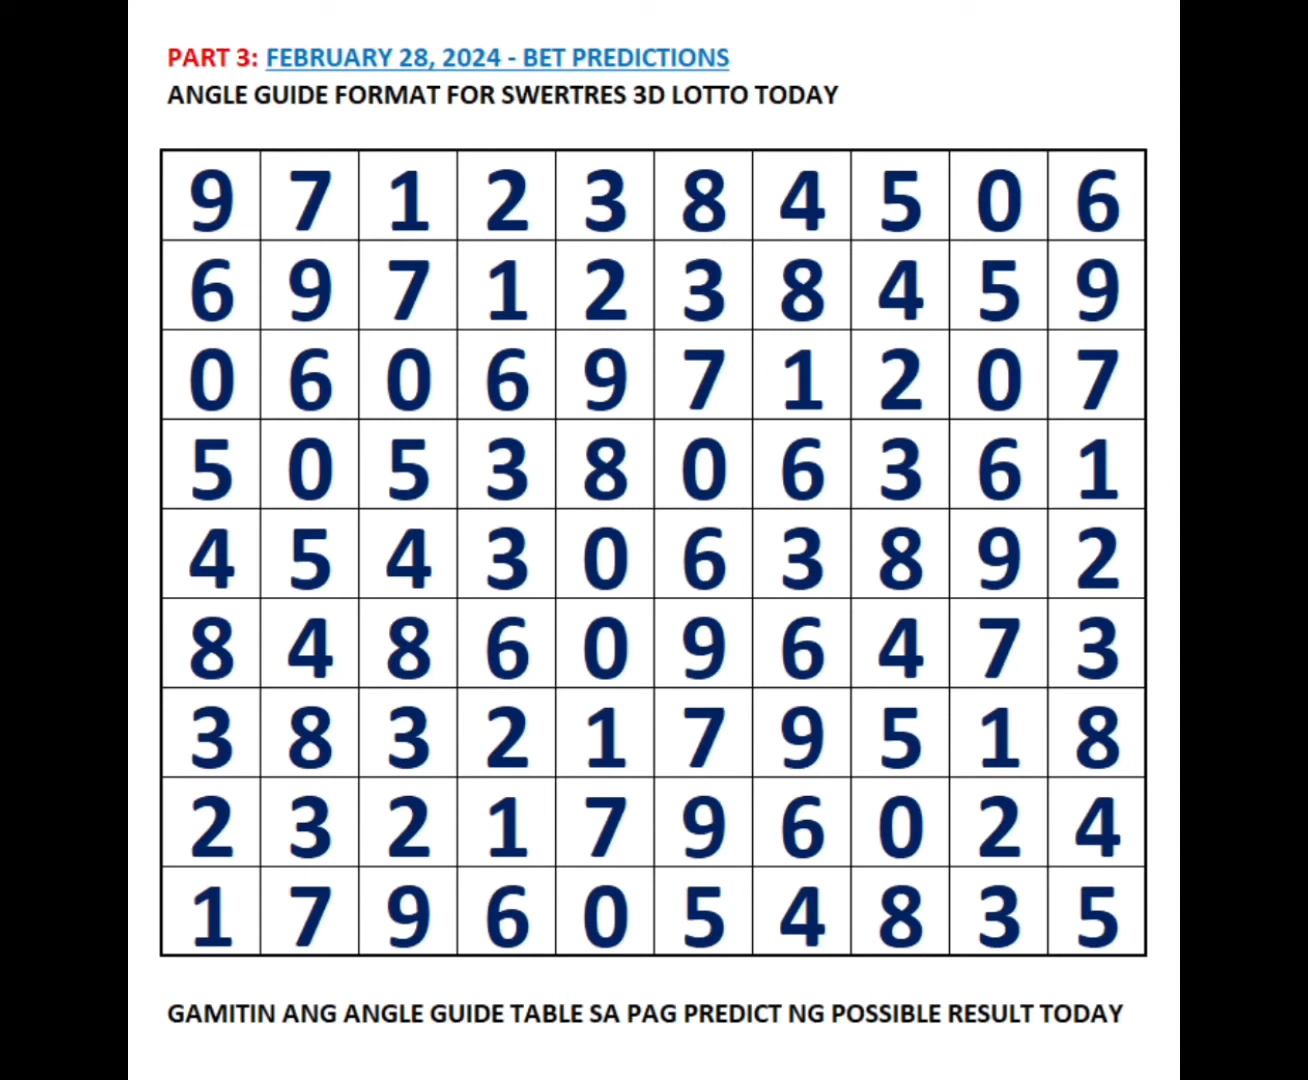 PART 3: FEBRUARY 28, 2024 - BET PREDICTIONS
ANGLE GUIDE FORMAT FOR SWERTRES 3D LOTTO TODAY
9 7 1 2 3 8 4 5 0 6
6 9 7 1 2 3 8 4 5 9
0 6 0 6 9 7 1 2 0 7
5 0 5 3 8 0 6 3 6 1
4 5 4 3 0 6 3 8 9 2
8 4 8 6 0 9 6 4 7 3
3 8 3 2 1 7 9 5 1 8
2 3 2 1 7 9 6 0 2 4
1 7 9 6 0 5 4 8 3 5
GAMITIN ANG ANGLE GUIDE TABLE SA PAG PREDICT NG POSSIBLE RESULT TODAY